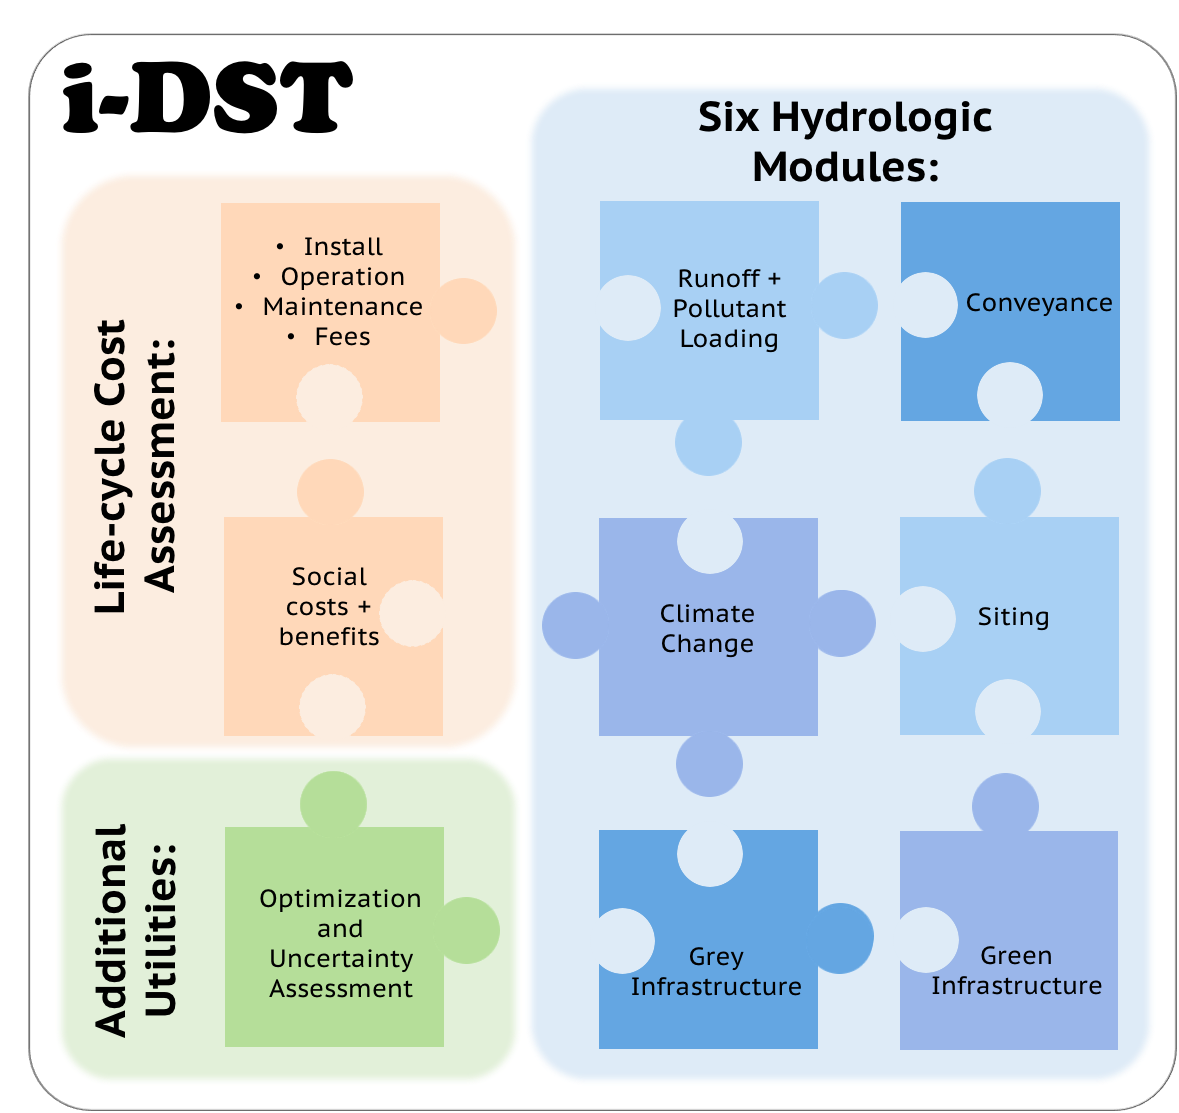 i-DST
Life-cycle Cost
Assessment:
• Install
• Operation
• Maintenance
• Fees
Social
costs +
benefits
Additional
Utilities:
Optimization
and
Uncertainty
Assessment
Six Hydrologic
Modules:
Runoff +
Pollutant
Loading
Conveyance
Climate
Change
Siting
Grey
Infrastructure
Green
Infrastructure